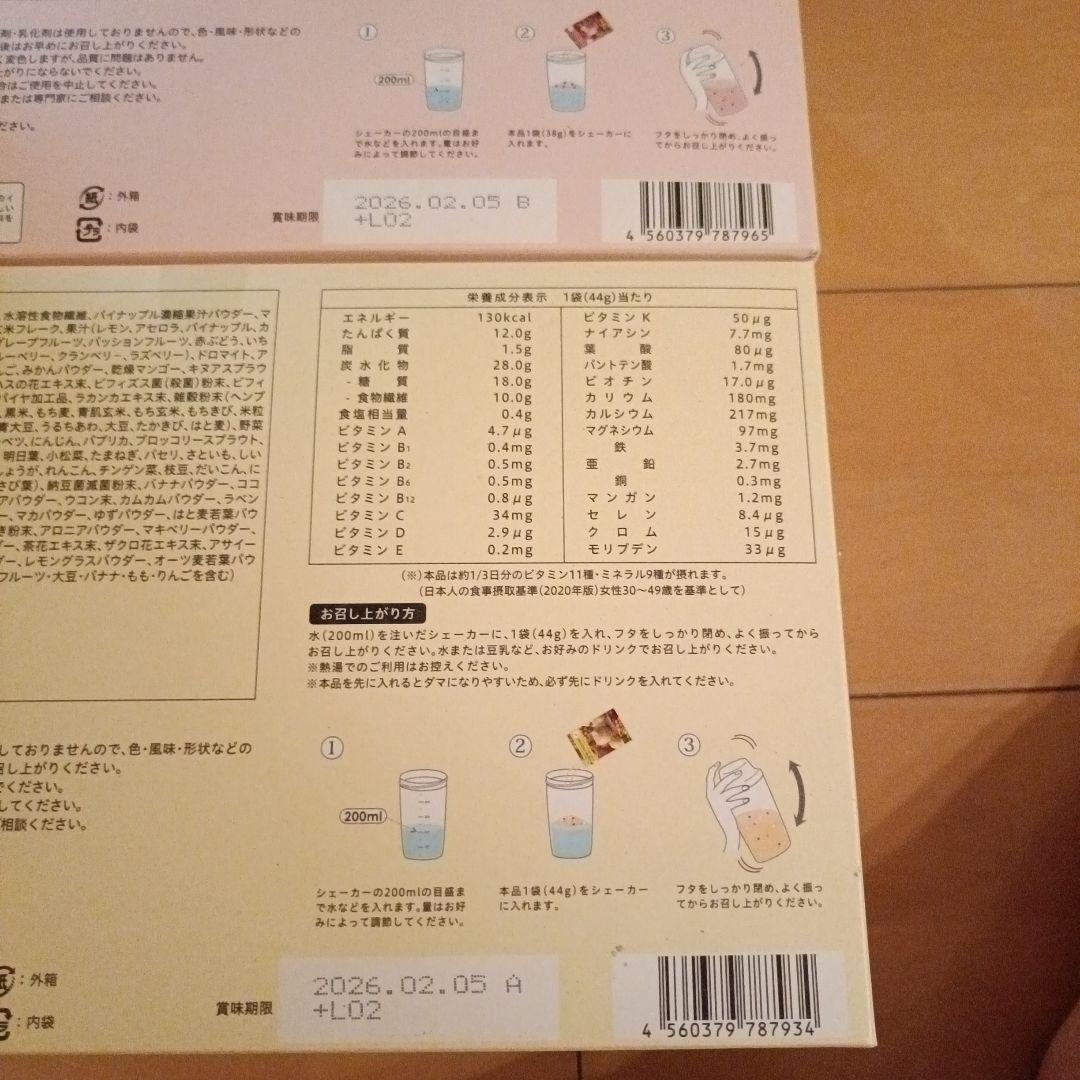 剤・乳化剤は使用しておりませんので、色・風味・形状などの
後はお早めにお召し上がりください。
変色しますが、品質に問題はありません。
上がりにならないでください。
合はご使用を中止してください。
または専門家にご相談ください。
ださい。
①
②
③
200ml
シェーカーの200mlの目盛ま
で水などを入れます。量はお好
みによって調節してください。
本品1袋(38g)をシェーカーに
入れます。
フタをしっかり閉め、よく振っ
てからお召し上がりください。
紙:外箱
プラ:内袋
賞味期限
2026.02.05 B
+L02
4 560379 787965
水溶性食物繊維、パイナップル濃縮果汁パウダー、マ
玄米フレーク、果汁(レモン、アセロラ、パイナップル、カ
グレープフルーツ、パッションフルーツ、赤ぶどう、いち
ルーベリー、クランベリー、ラズベリー)、ドロマイト、ア
んご、みかんパウダー、乾燥マンゴー、キヌアスプラウ
ハスの花エキス末、ビフィズス菌(殺菌)粉末、ビフィ
パイヤ加工品、ラカンカエキス末、雑穀粉末(ヘンプ
、黒米、もち麦、青肌玄米、もち玄米、もちきび、米粒
青大豆、うるちあわ、大豆、たかきび、はと麦)、野菜
ベツ、にんじん、パプリカ、ブロッコリースプラウト、
明日葉、小松菜、たまねぎ、パセリ、さといも、しい
しょうが、れんこん、チンゲン菜、枝豆、だいこん、に
さび葉)、納豆菌滅菌粉末、バナナパウダー、ココ
アパウダー、ウコン末、カムカムパウダー、ラベン
ー、マカパウダー、ゆずパウダー、はと麦若葉パウ
き粉末、アロニアパウダー、マキベリーパウダー、
ダー、茶花エキス末、ザクロ花エキス末、アサイー
ダー、レモングラスパウダー、オーツ麦若葉パウ
フルーツ・大豆・バナナ・もも・りんごを含む)
栄養成分表示 1袋(44g)当たり
エネルギー 130kcal
たんぱく質 12.0g
脂質 1.5g
炭水化物 28.0g
- 糖質 18.0g
- 食物繊維 10.0g
食塩相当量 0.4g
ビタミンA 4.7μg
ビタミンB1 0.4mg
ビタミンB2 0.5mg
ビタミンB6 0.5mg
ビタミンB12 0.8μg
ビタミンC 34mg
ビタミンD 2.9μg
ビタミンE 0.2mg
ビタミンK 50μg
ナイアシン 7.7mg
葉酸 80μg
パントテン酸 1.7mg
ビオチン 17.0μg
カリウム 180mg
カルシウム 217mg
マグネシウム 97mg
鉄 3.7mg
亜鉛 2.7mg
銅 0.3mg
マンガン 1.2mg
セレン 8.4μg
クロム 15μg
モリブデン 33μg
(※)本品は約1/3日分のビタミン11種・ミネラル9種が摂れます。
(日本人の食事摂取基準(2020年版)女性30～49歳を基準として)
お召し上がり方
水(200ml)を注いだシェーカーに、1袋(44g)を入れ、フタをしっかり閉め、よく振ってから
お召し上がりください。水または豆乳など、お好みのドリンクでお召し上がりください。
※熱湯でのご利用はお控えください。
※本品を先に入れるとダマになりやすいため、必ず先にドリンクを入れてください。
しておりませんので、色・風味・形状などの
召し上がりください。
でください。
してください。
ご相談ください。
①
②
③
200ml
シェーカーの200mlの目盛ま
で水などを入れます。量はお好
みによって調節してください。
本品1袋(44g)をシェーカー
に入れます。
フタをしっかり閉め、よく振っ
てからお召し上がりください。
紙:外箱
:内袋
賞味期限
2026.02.05 A
+L02
4 560379 787934